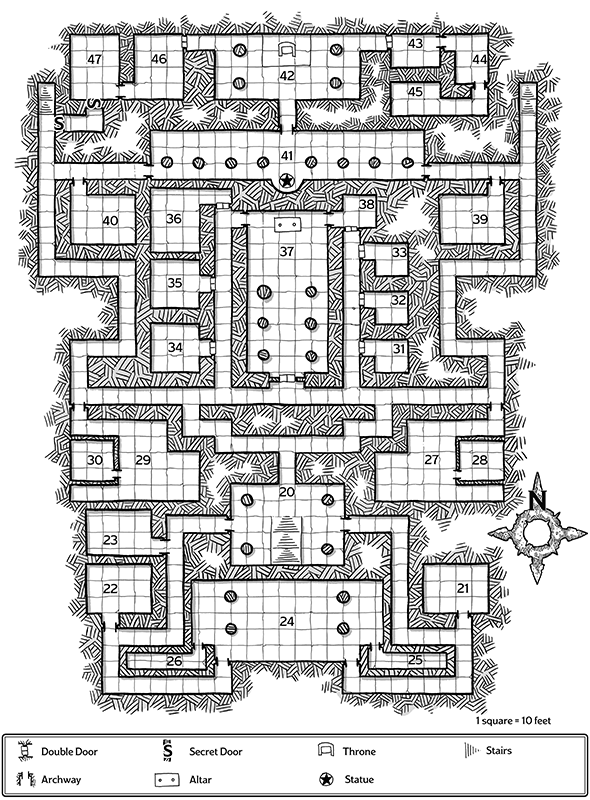 43
47 46 44
42
45
S
S
41
38
40 36 39
37
33
35
32
34 31
30 29 27 28
20
23
22 21
24
26 25
N
1 square = 10 feet
Double Door S Secret Door Throne Stairs
Archway Altar Statue